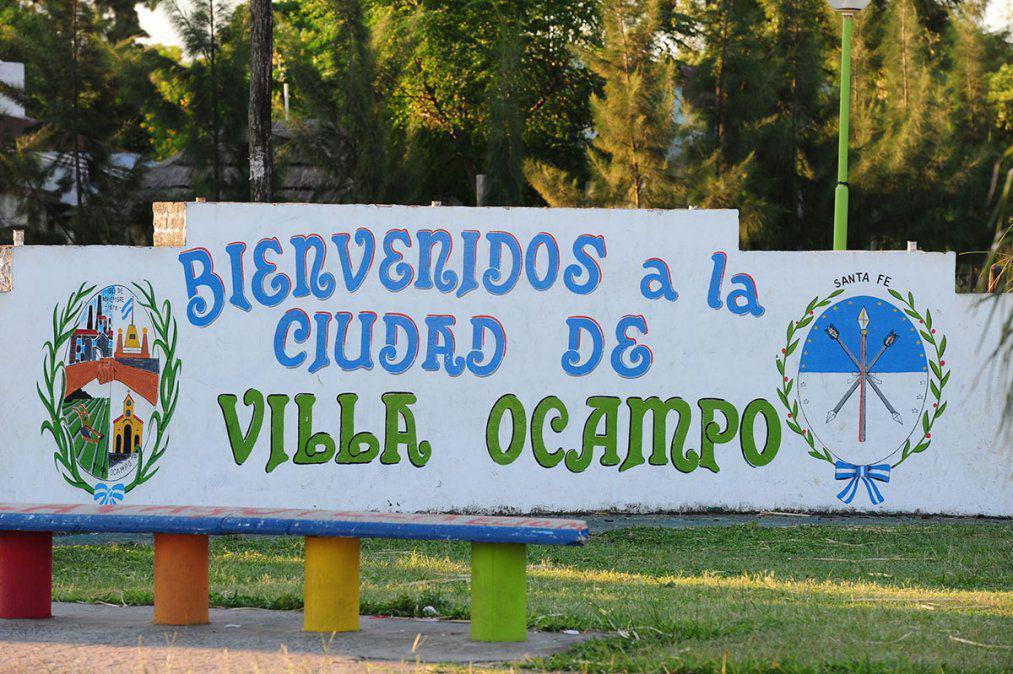 BIENVENIDOS a la
CIUDAD DE
VILLA OCAMPO
SANTA FE